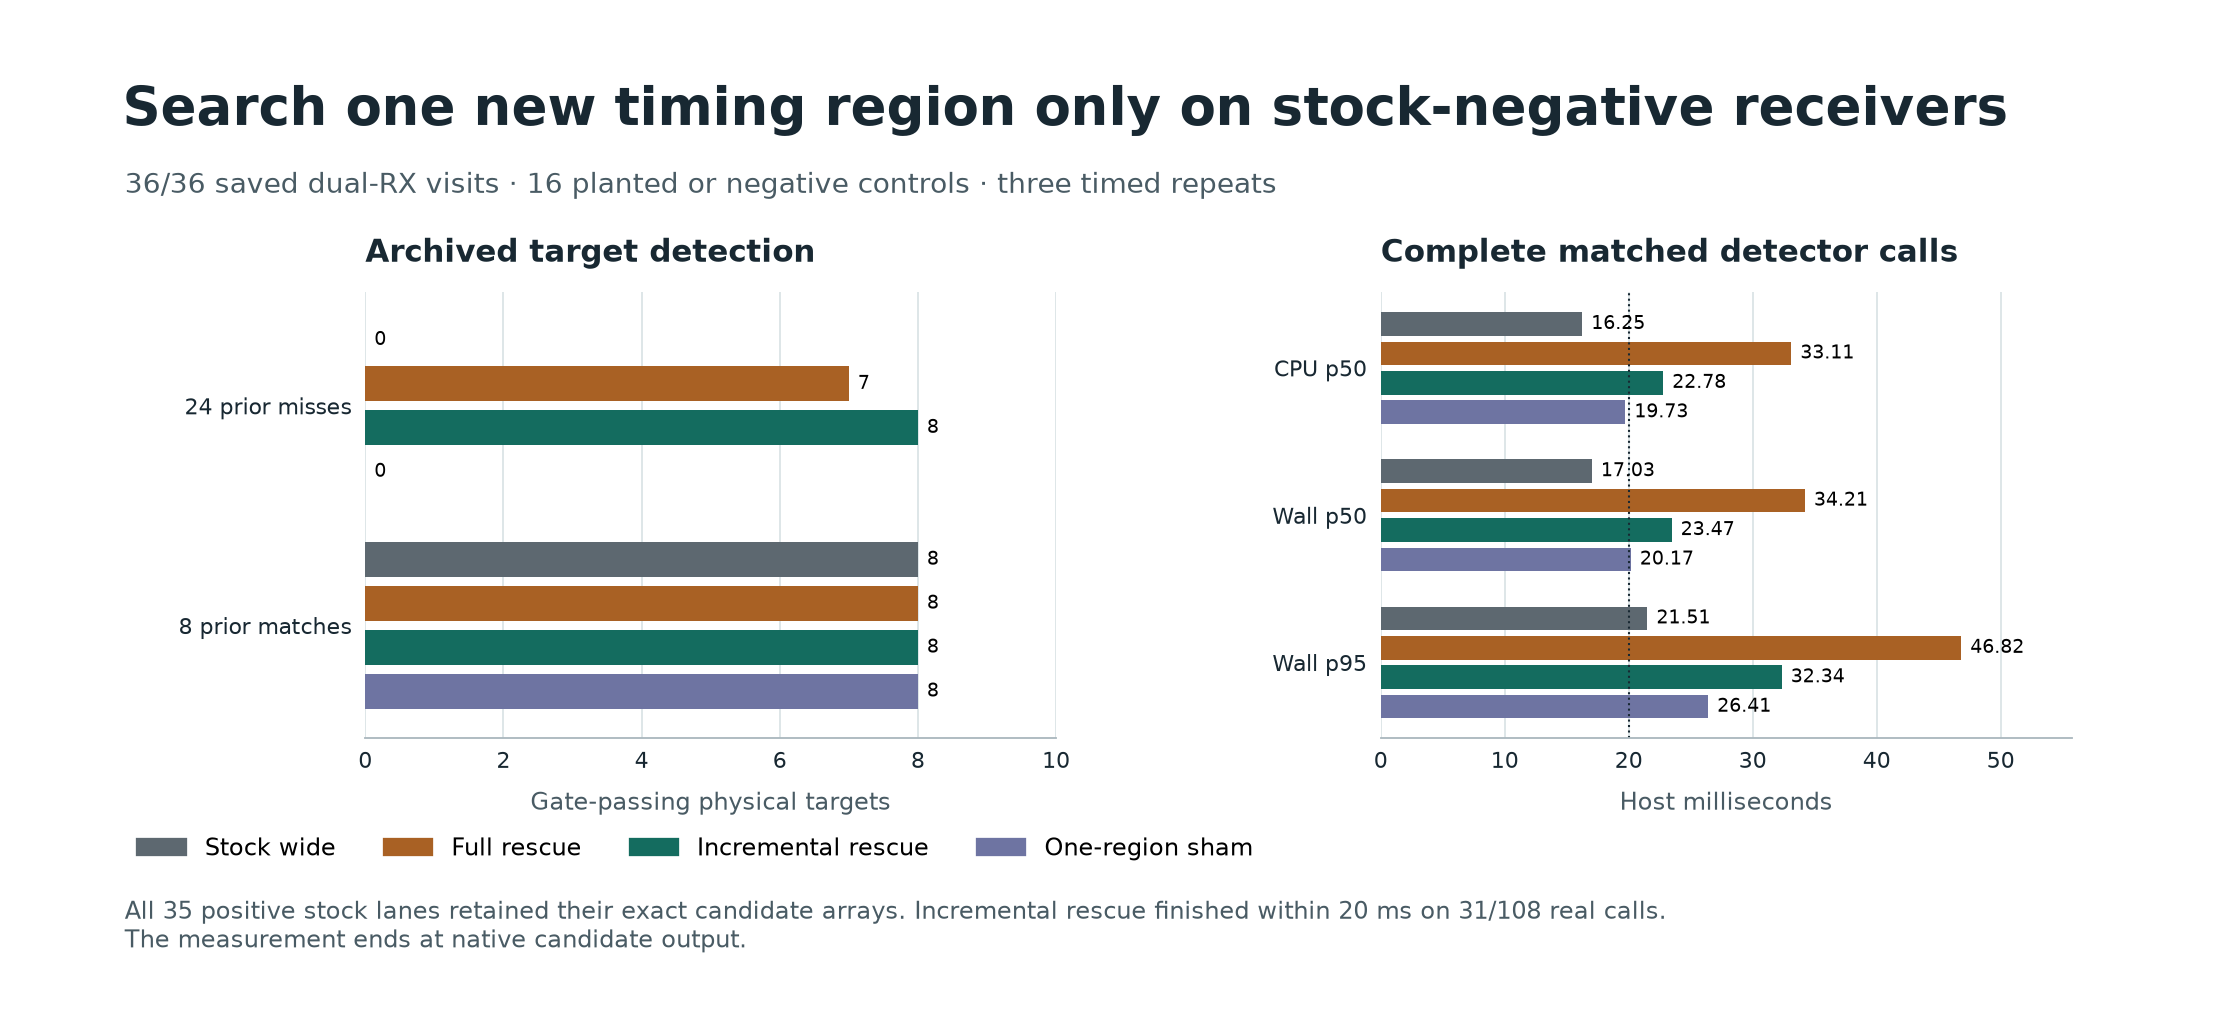 Search one new timing region only on stock-negative receivers
36/36 saved dual-RX visits · 16 planted or negative controls · three timed repeats
Archived target detection
24 prior misses
0
7
8
0
8 prior matches
8
8
8
8
0 2 4 6 8 10
Gate-passing physical targets
Complete matched detector calls
CPU p50
16.25
33.11
22.78
19.73
Wall p50
17.03
34.21
23.47
20.17
Wall p95
21.51
46.82
32.34
26.41
0 10 20 30 40 50
Host milliseconds
Stock wide Full rescue Incremental rescue One-region sham
All 35 positive stock lanes retained their exact candidate arrays. Incremental rescue finished within 20 ms on 31/108 real calls.
The measurement ends at native candidate output.